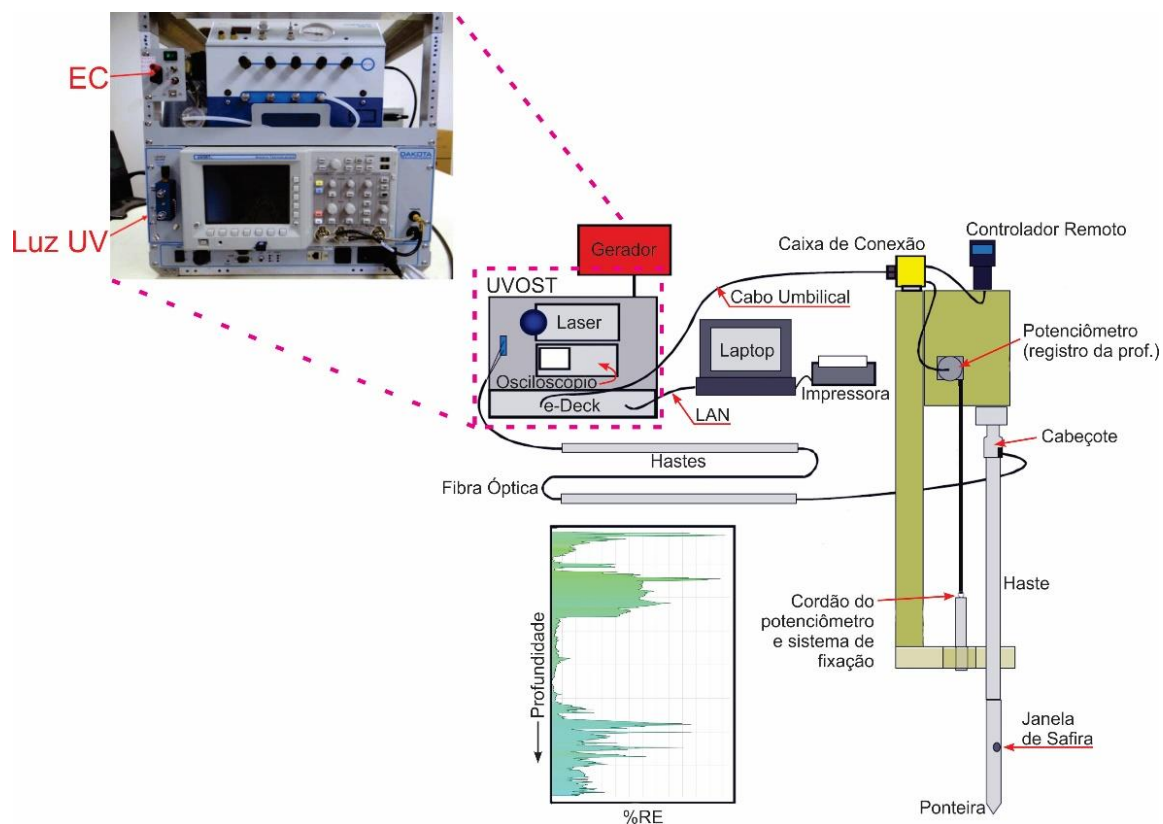 EC
Luz UV
DAKOTA
Gerador
UVOST
Laser
Osciloscópio
e-Deck
Cabo Umbilical
Laptop
LAN
Impressora
Caixa de Conexão
Controlador Remoto
Potenciômetro
(registro da prof.)
Cabeçote
Hastes
Fibra Óptica
Haste
Cordão do
potenciômetro
e sistema de
fixação
Profundidade
%RE
Janela
de Safira
Ponteira